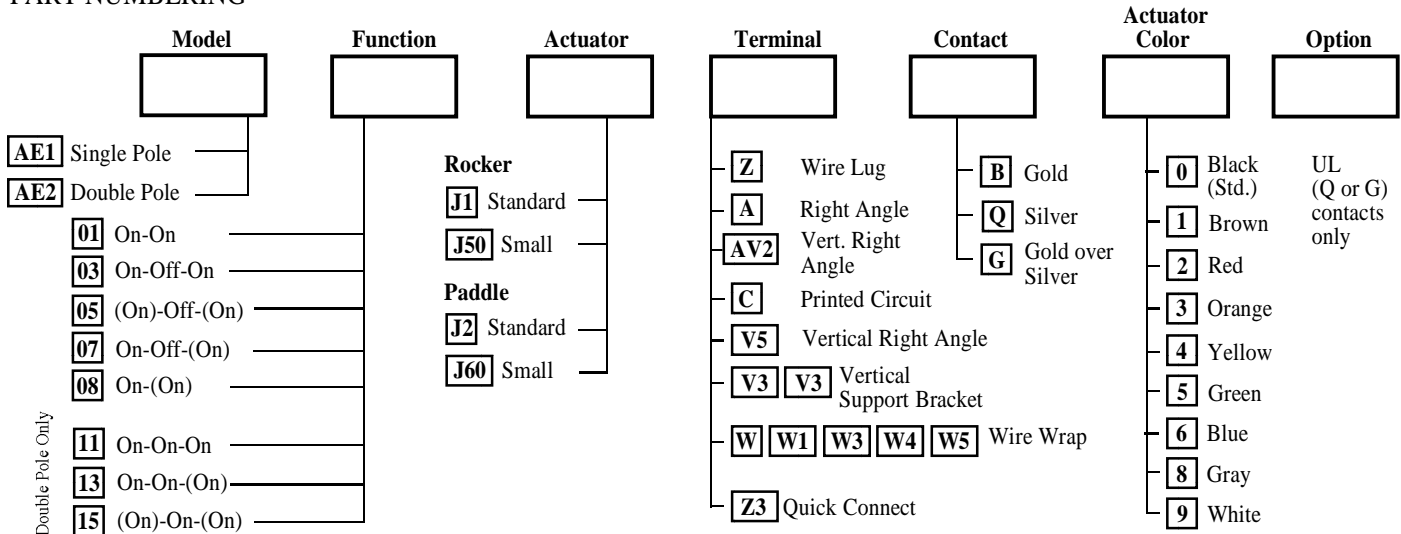 PART NUMBERING
Model
Function
Actuator
Terminal
Contact
Actuator
Color
Option
AE1 Single Pole
AE2 Double Pole
01 On-On
03 On-Off-On
05 (On)-Off-(On)
07 On-Off-(On)
08 On-(On)
Double Pole Only
11 On-On-On
13 On-On-(On)
15 (On)-On-(On)
Rocker
J1 Standard
J50 Small
Paddle
J2 Standard
J60 Small
Z Wire Lug
A Right Angle
AV2 Vert. Right
Angle
C Printed Circuit
V5 Vertical Right Angle
V3 V3 Vertical
Support Bracket
W W1 W3 W4 W5 Wire Wrap
Z3 Quick Connect
B Gold
Q Silver
G Gold over
Silver
0 Black
(Std.)
1 Brown
2 Red
3 Orange
4 Yellow
5 Green
6 Blue
8 Gray
9 White
UL
(Q or G)
contacts
only